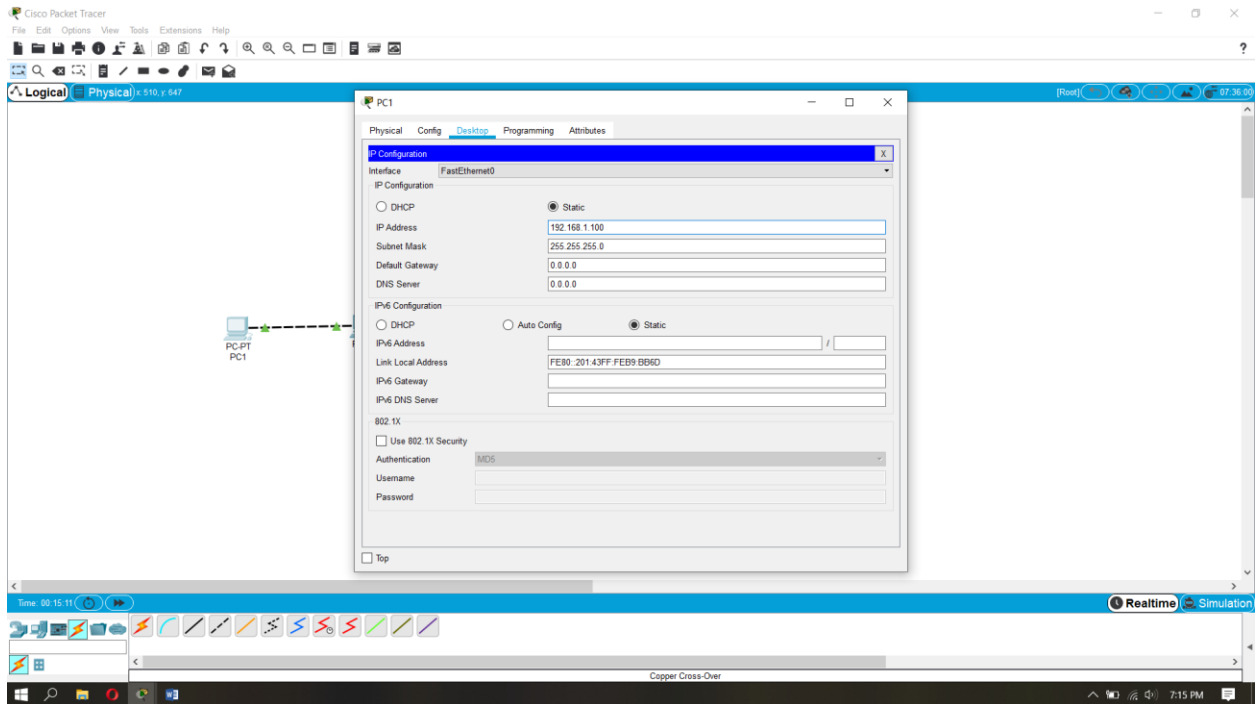 Cisco Packet Tracer
File Edit Options View Tools Extensions Help
?
Logical Physical x: 510, y: 647 [Root] 07:36:00
PC1
Physical Config Desktop Programming Attributes
IP Configuration X
Interface FastEthernet0
IP Configuration
DHCP Static
IP Address 192.168.1.100
Subnet Mask 255.255.255.0
Default Gateway 0.0.0.0
DNS Server 0.0.0.0
IPv6 Configuration
DHCP Auto Config Static
IPv6 Address /
Link Local Address FE80::201:43FF:FEB9:BB6D
IPv6 Gateway
IPv6 DNS Server
802.1X
Use 802.1X Security
Authentication MD5
Username
Password
Top
PC-PT
PC1
Time: 00:15:11 Realtime Simulation
Copper Cross-Over
7:15 PM